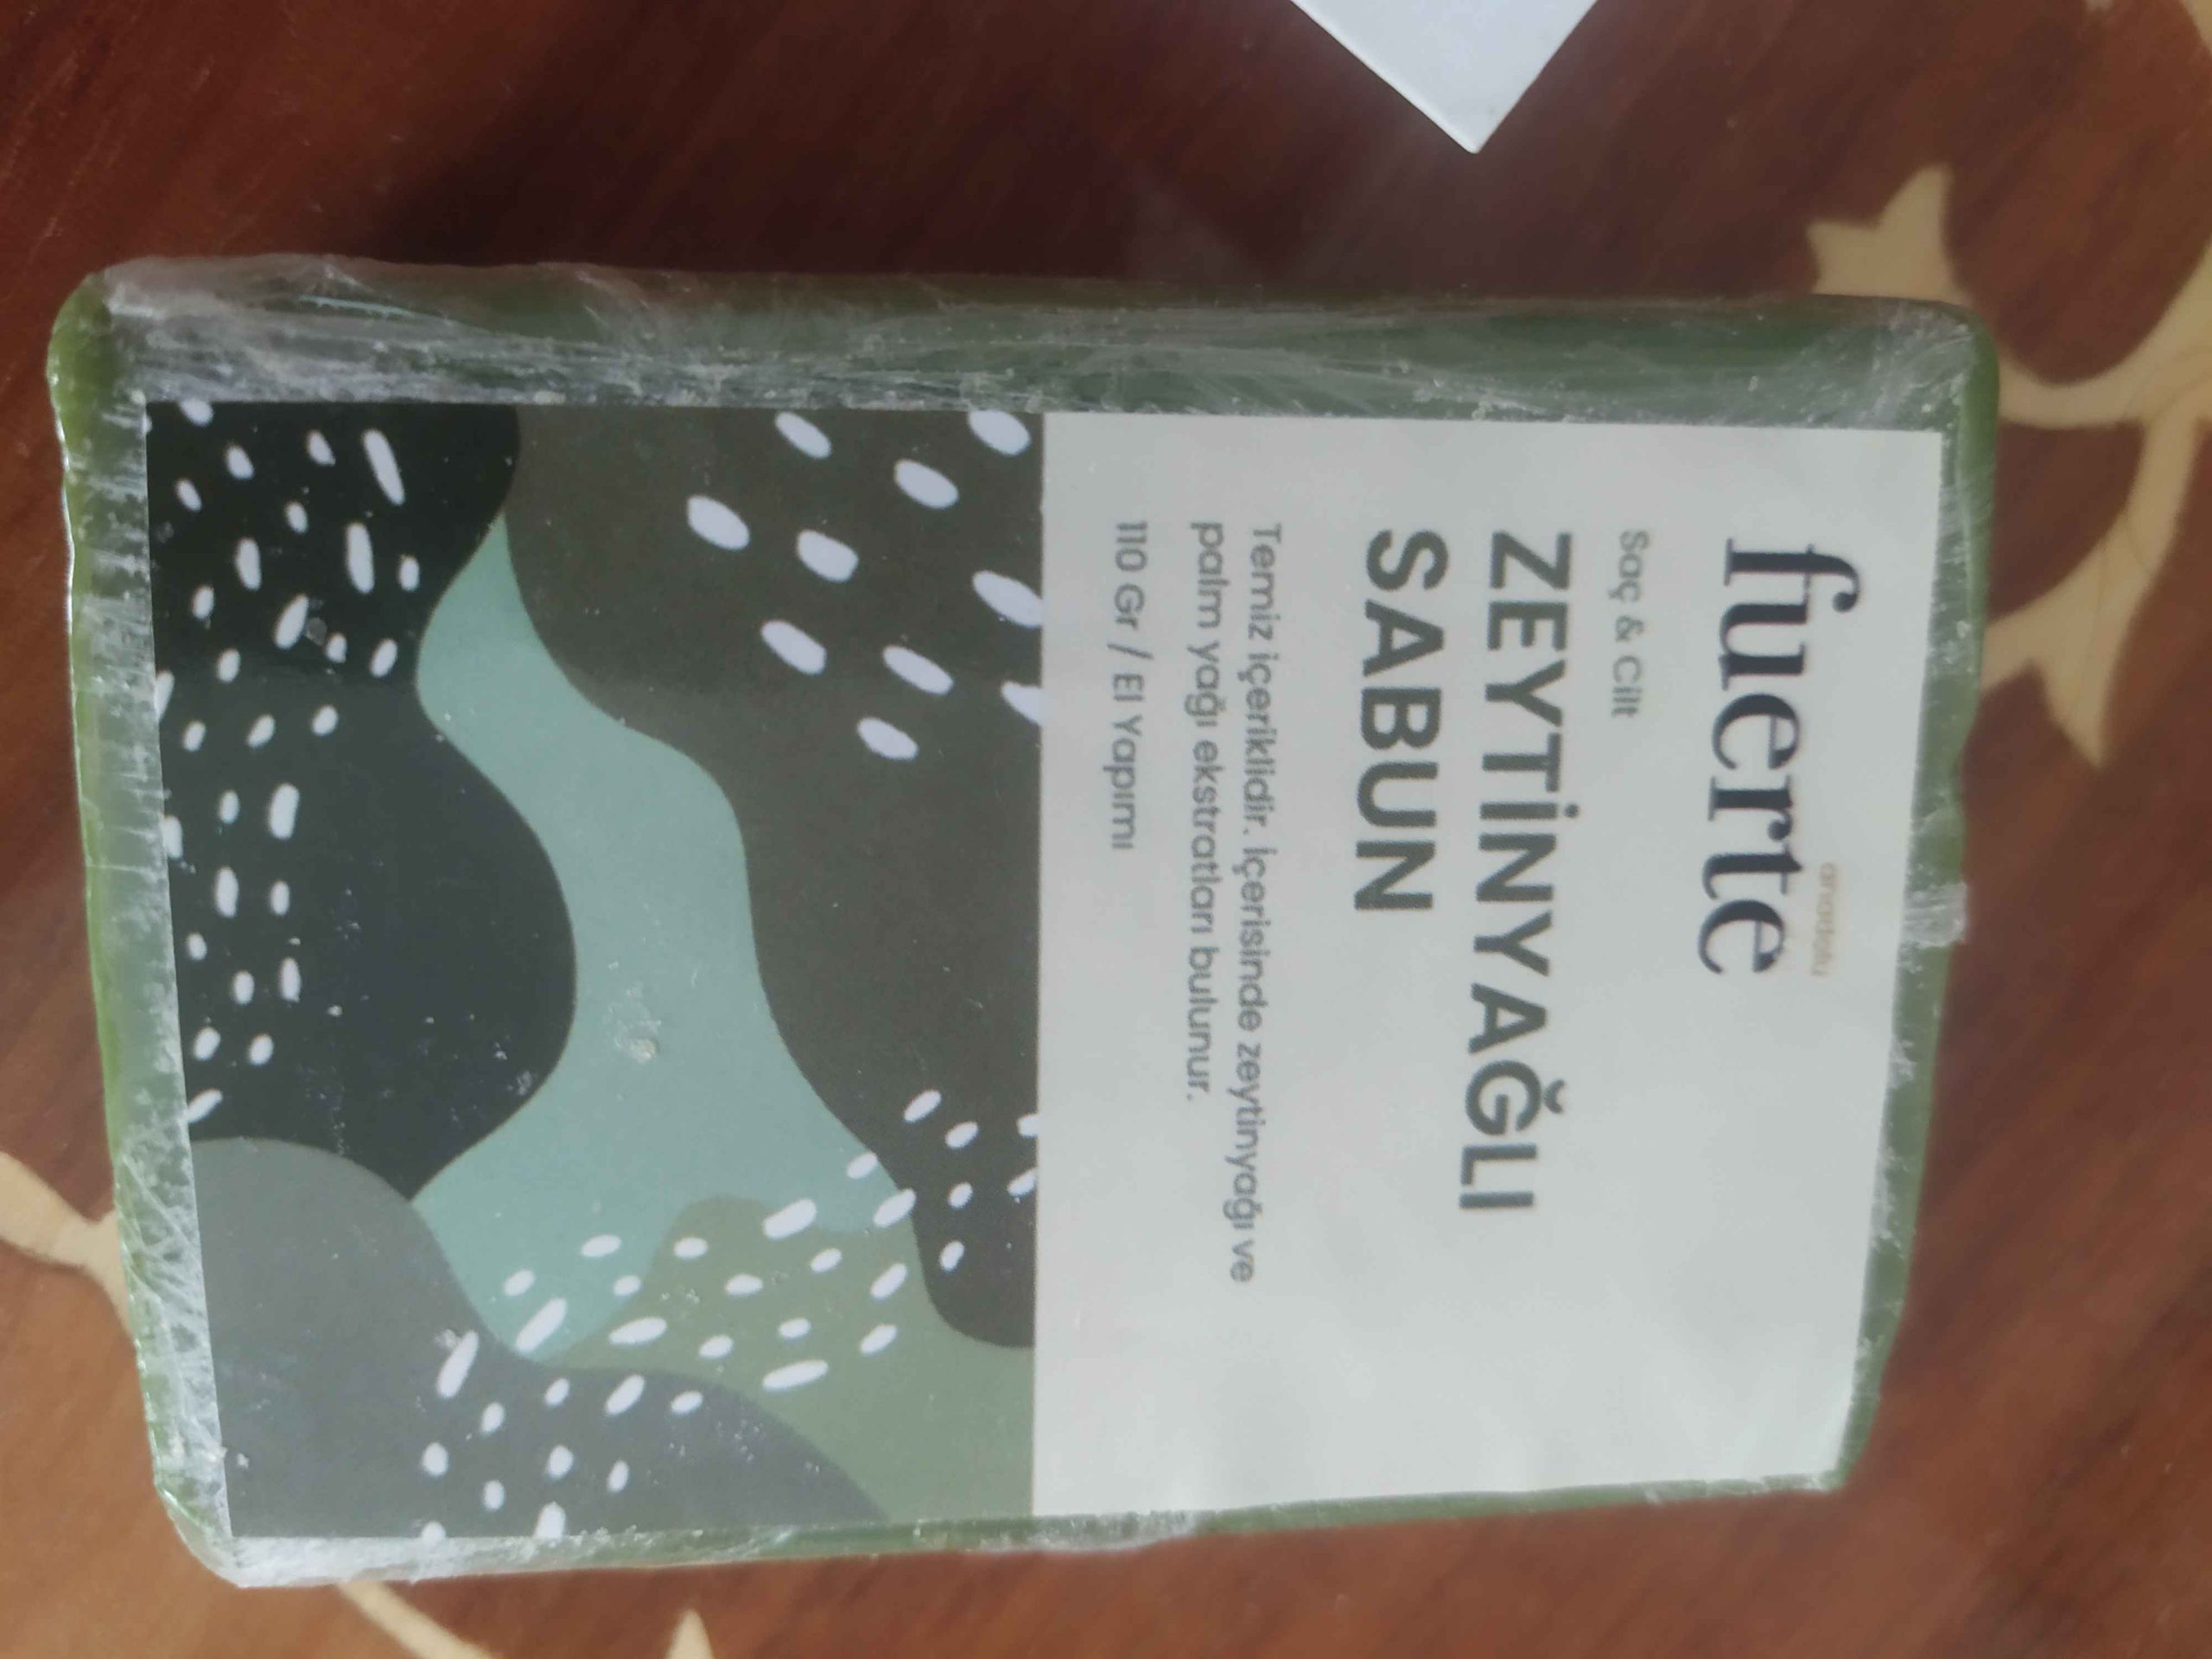 anadolu
fuerte
Saç & Cilt
ZEYTİNYAĞLI
SABUN
Temiz içeriklidir. İçerisinde zeytinyağı ve
palm yağı ekstratları bulunur.
110 Gr / El Yapımı